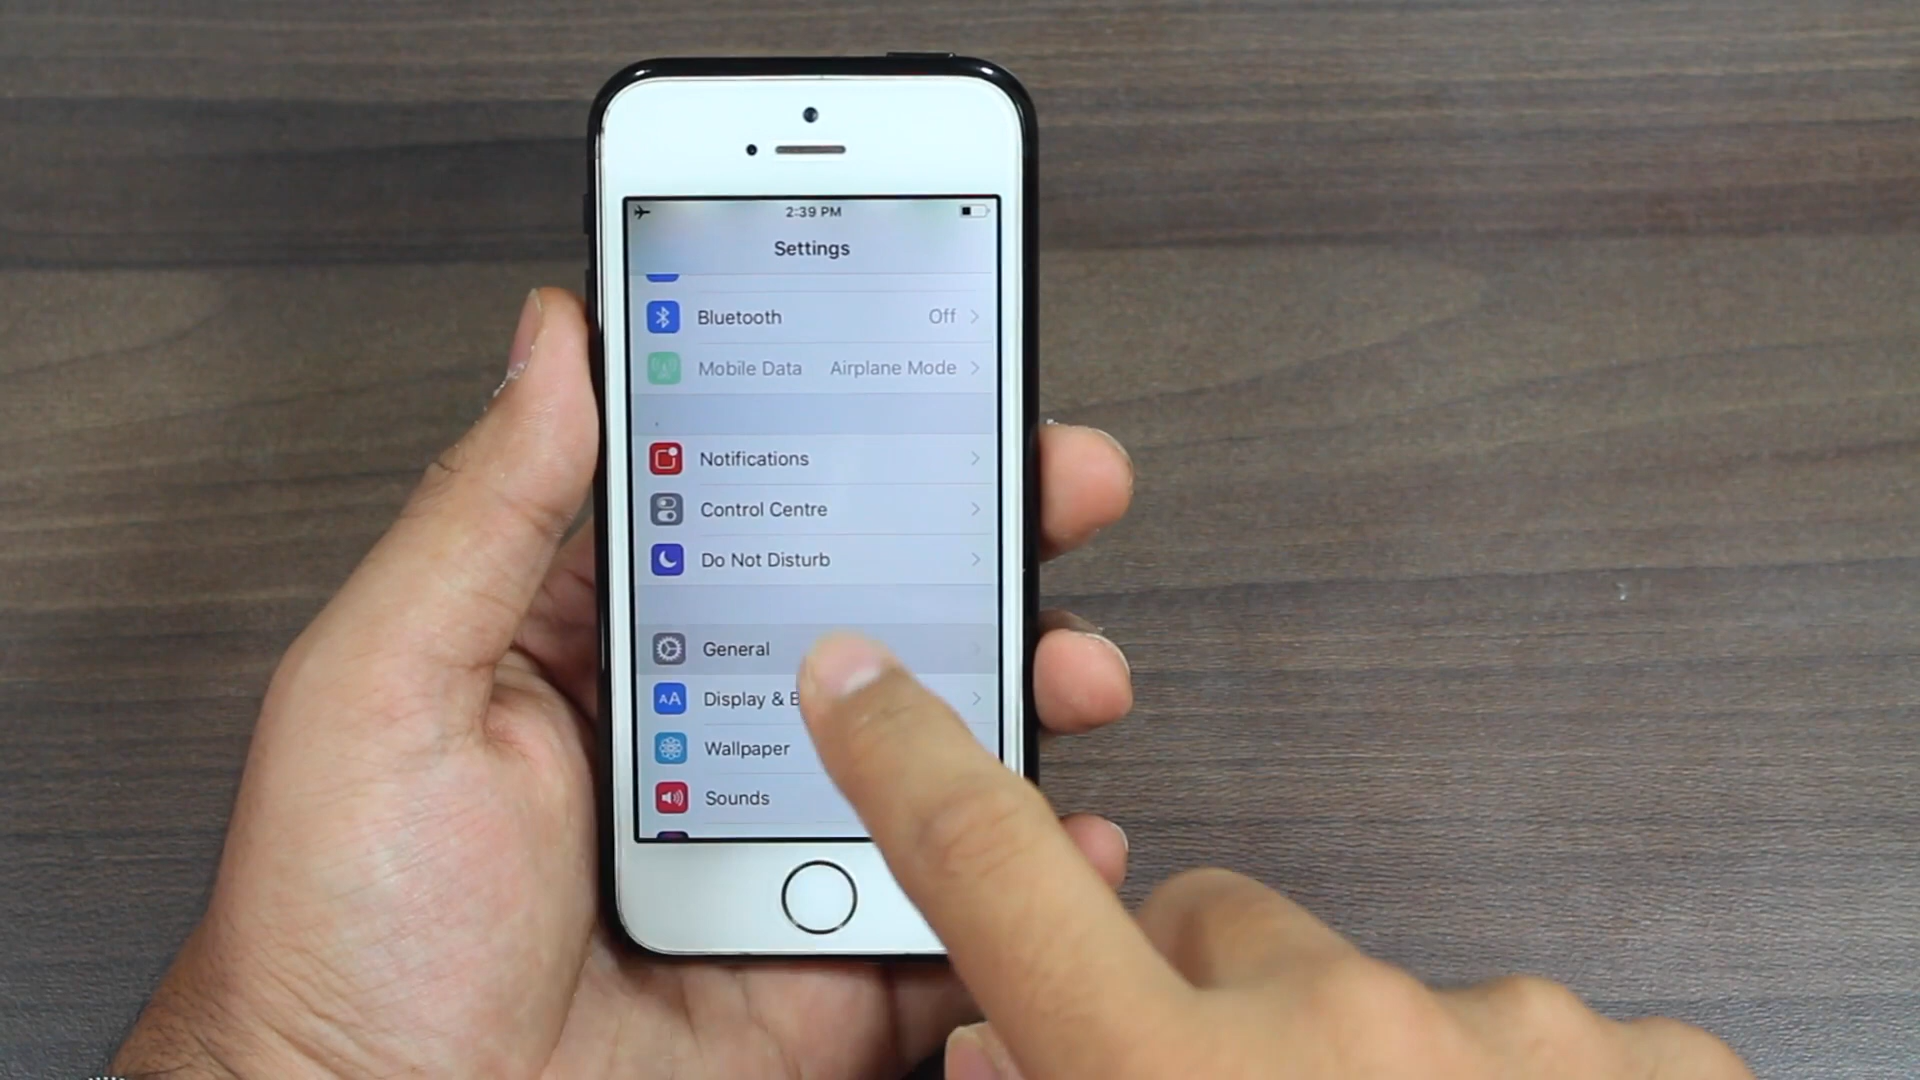 2:39 PM
Settings
Bluetooth Off
Mobile Data Airplane Mode
Notifications
Control Centre
Do Not Disturb
General
AA Display & B
Wallpaper
Sounds